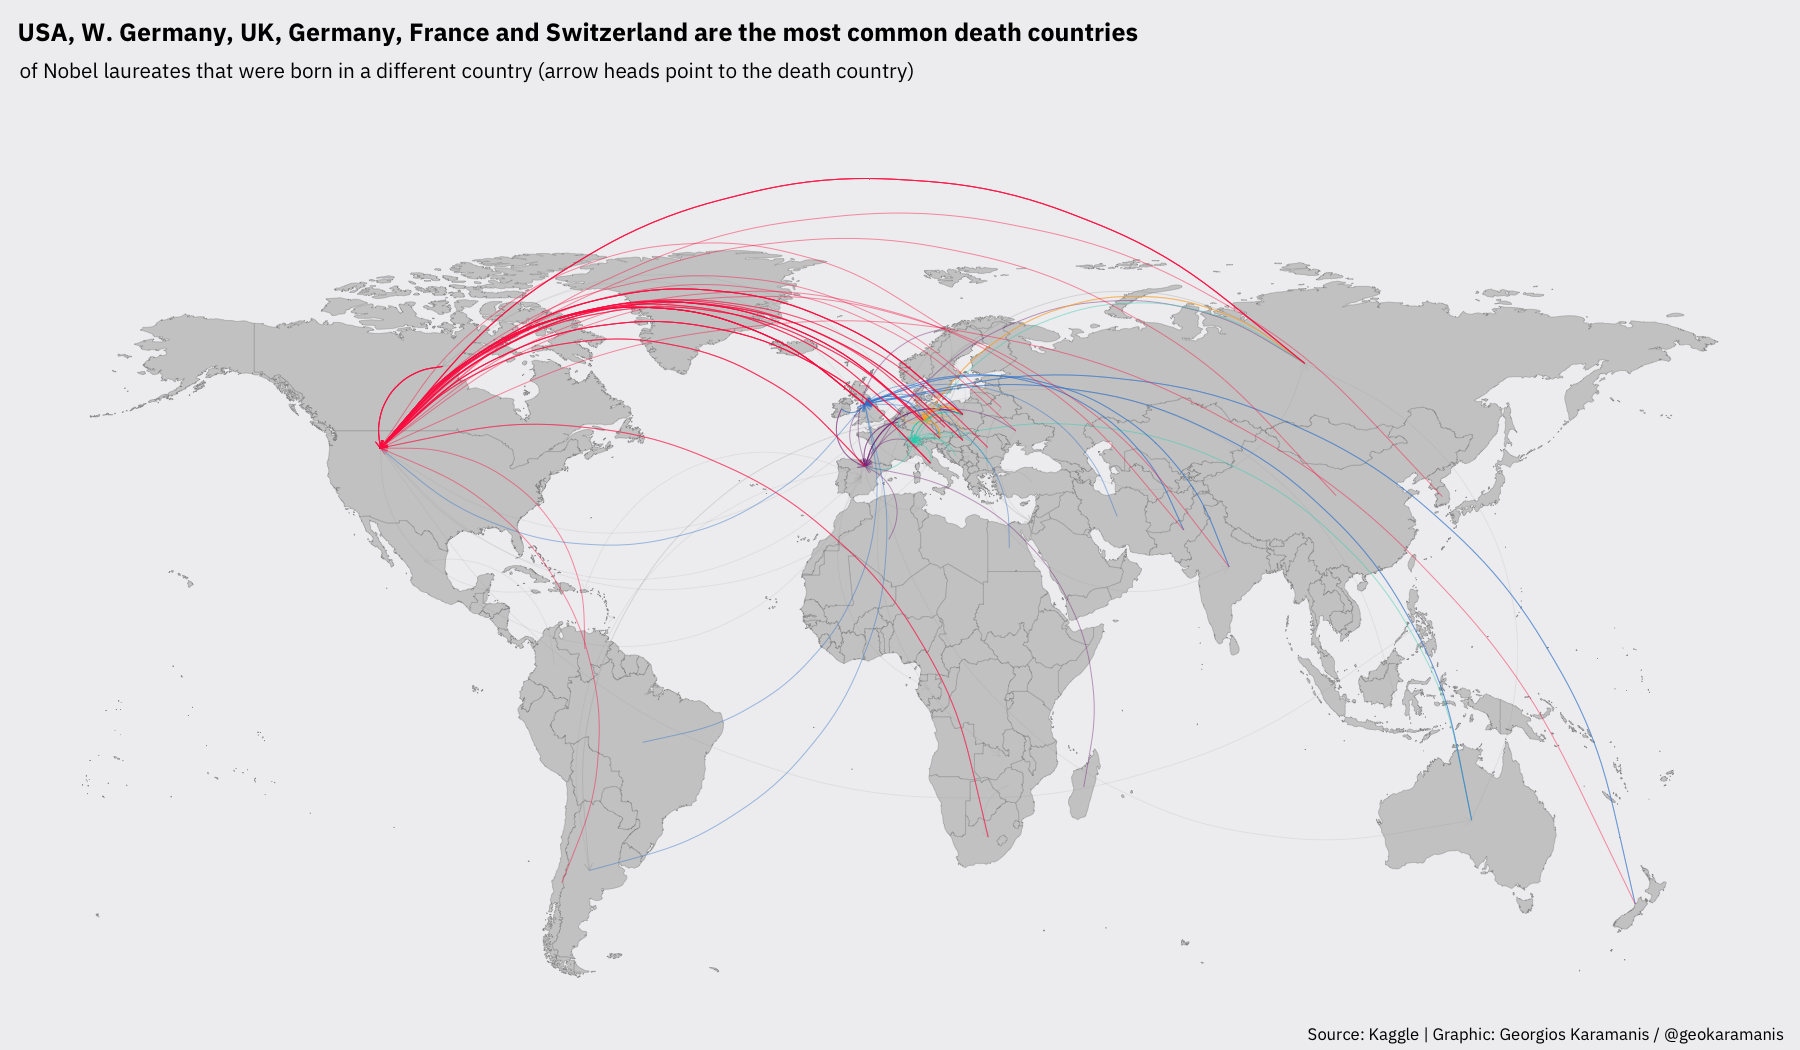 USA, W. Germany, UK, Germany, France and Switzerland are the most common death countries
of Nobel laureates that were born in a different country (arrow heads point to the death country)
Source: Kaggle | Graphic: Georgios Karamanis / @geokaramanis